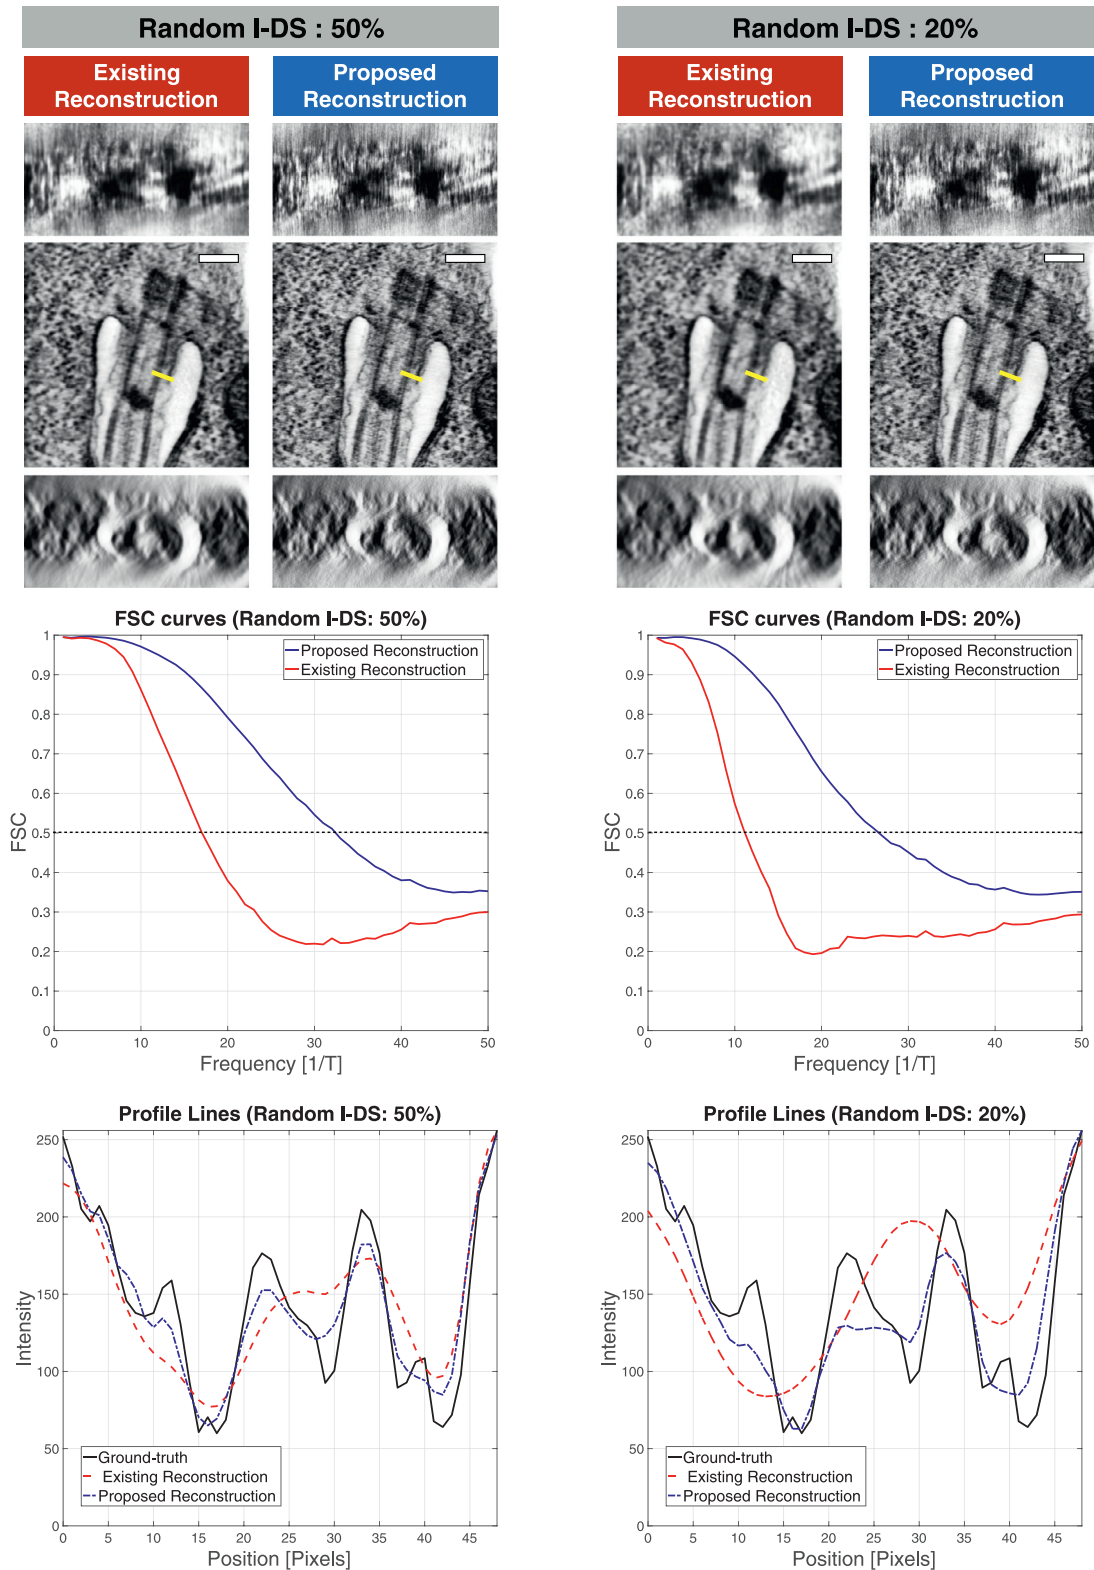 Random I-DS : 50%
Random I-DS : 20%
Existing
Reconstruction
Proposed
Reconstruction
Existing
Reconstruction
Proposed
Reconstruction
FSC curves (Random I-DS: 50%)
1
0.9
0.8
0.7
0.6
0.5
0.4
0.3
0.2
0.1
0
FSC
Proposed Reconstruction
Existing Reconstruction
0 10 20 30 40 50
Frequency [1/T]
FSC curves (Random I-DS: 20%)
1
0.9
0.8
0.7
0.6
0.5
0.4
0.3
0.2
0.1
0
FSC
Proposed Reconstruction
Existing Reconstruction
0 10 20 30 40 50
Frequency [1/T]
Profile Lines (Random I-DS: 50%)
250
200
150
100
50
0
Intensity
Ground-truth
Existing Reconstruction
Proposed Reconstruction
0 5 10 15 20 25 30 35 40 45
Position [Pixels]
Profile Lines (Random I-DS: 20%)
250
200
150
100
50
0
Intensity
Ground-truth
Existing Reconstruction
Proposed Reconstruction
0 5 10 15 20 25 30 35 40 45
Position [Pixels]